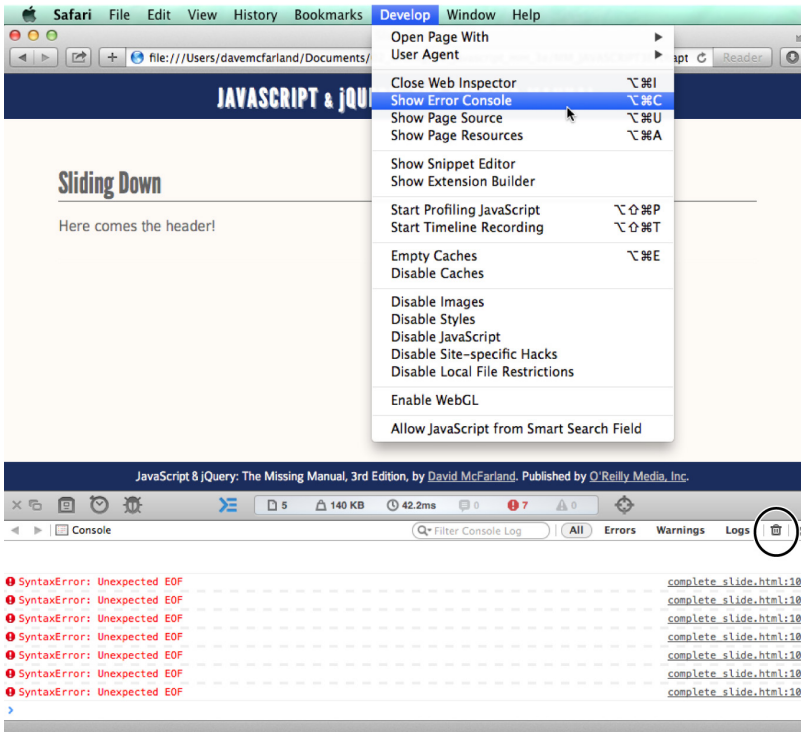 Safari File Edit View History Bookmarks Develop Window Help
file:///Users/davemcfarland/Documents/ apt Reader
JAVASCRIPT & jQU
Open Page With
User Agent
Close Web Inspector ⌥⌘I
Show Error Console ⌥⌘C
Show Page Source ⌥⌘U
Show Page Resources ⌥⌘A
Show Snippet Editor
Show Extension Builder
Start Profiling JavaScript ⌥⇧⌘P
Start Timeline Recording ⌥⇧⌘T
Empty Caches ⌥⌘E
Disable Caches
Disable Images
Disable Styles
Disable JavaScript
Disable Site-specific Hacks
Disable Local File Restrictions
Enable WebGL
Allow JavaScript from Smart Search Field
Sliding Down
Here comes the header!
JavaScript & jQuery: The Missing Manual, 3rd Edition, by David McFarland. Published by O'Reilly Media, Inc.
5 140 KB 42.2ms 0 7 0
Console Filter Console Log All Errors Warnings Logs
SyntaxError: Unexpected EOF complete_slide.html:10
SyntaxError: Unexpected EOF complete_slide.html:10
SyntaxError: Unexpected EOF complete_slide.html:10
SyntaxError: Unexpected EOF complete_slide.html:10
SyntaxError: Unexpected EOF complete_slide.html:10
SyntaxError: Unexpected EOF complete_slide.html:10
SyntaxError: Unexpected EOF complete_slide.html:10